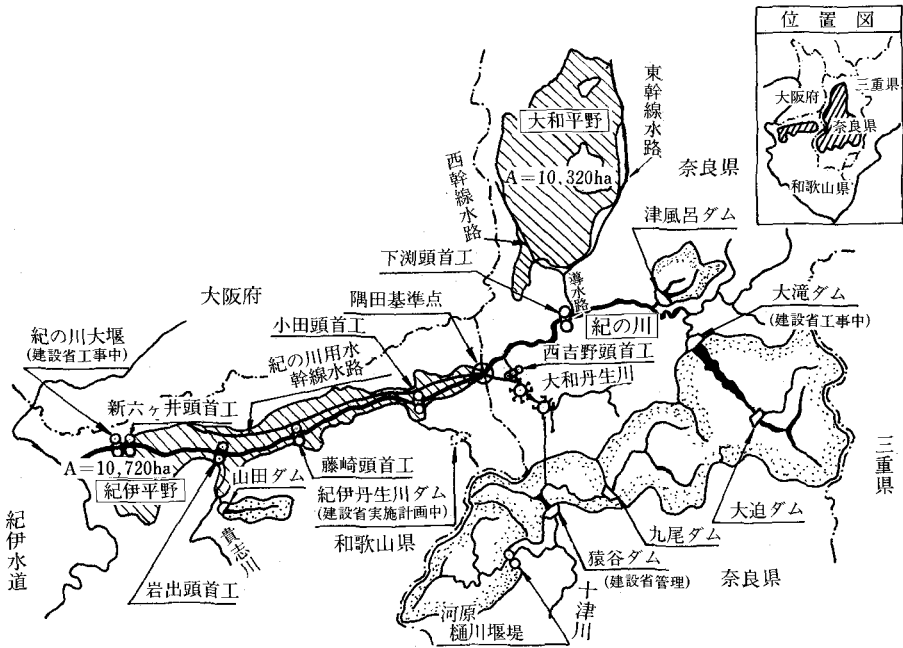 位置図
大阪府
三重県
奈良県
和歌山県
東幹線水路
大和平野
A=10,320ha
奈良県
西幹線水路
津風呂ダム
下渕頭首工
導水路
大阪府
隅田基準点
大滝ダム
(建設省工事中)
小田頭首工
紀の川
紀の川大堰
(建設省工事中)
紀の川用水
幹線水路
西吉野頭首工
大和丹生川
新六ヶ井頭首工
A=10,720ha
紀伊平野
山田ダム
藤崎頭首工
紀伊丹生川ダム
(建設省実施計画中)
三重県
大迫ダム
紀伊水道
貴志川
和歌山県
九尾ダム
岩出頭首工
猿谷ダム
(建設省管理)
奈良県
十津川
河原
樋川堰堤